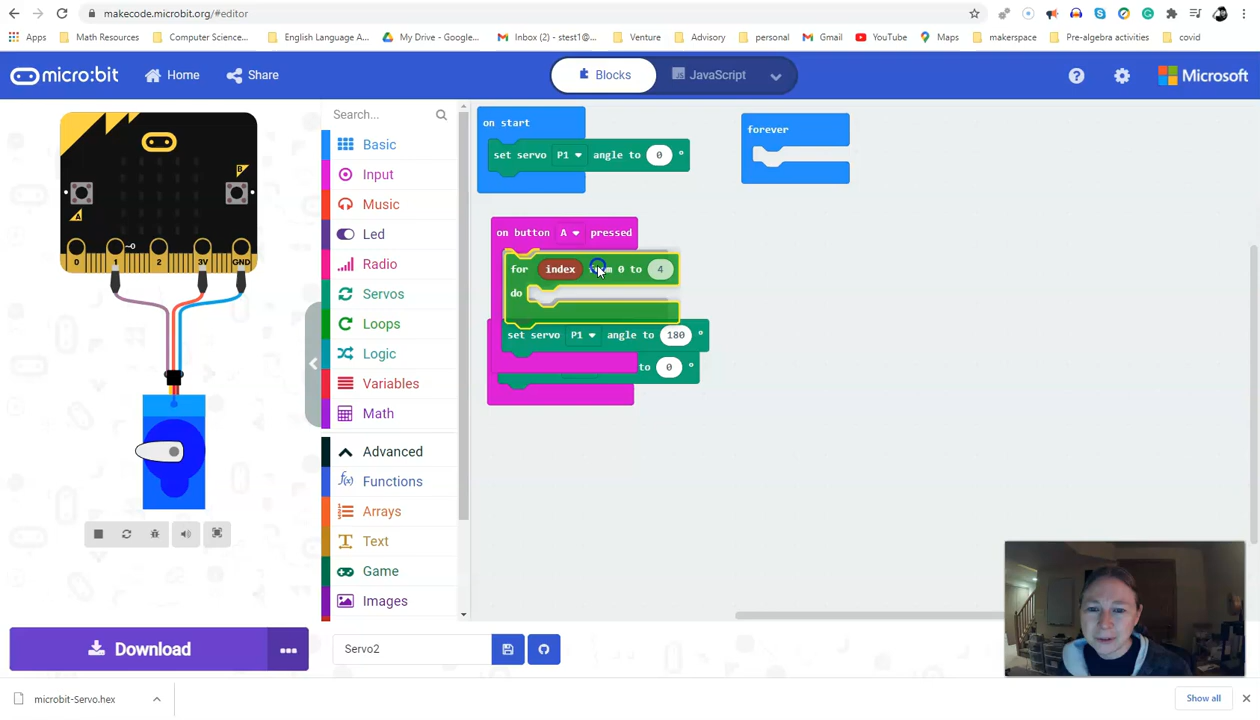 makecode.microbit.org/#editor
Apps
Math Resources
Computer Science...
English Language A...
My Drive - Google...
Inbox (2) - stest1@...
Venture
Advisory
personal
Gmail
YouTube
Maps
makerspace
Pre-algebra activities
covid
micro:bit
Home
Share
Blocks
JavaScript
Microsoft
Search...
Basic
Input
Music
Led
Radio
Servos
Loops
Logic
Variables
Math
Advanced
Functions
Arrays
Text
Game
Images
on start
set servo P1 angle to 0 °
forever
on button A pressed
for index 0 to 4
do
set servo P1 angle to 180 °
to 0 °
B
A
0 1 2 3V GND
Download
Servo2
microbit-Servo.hex
Show all